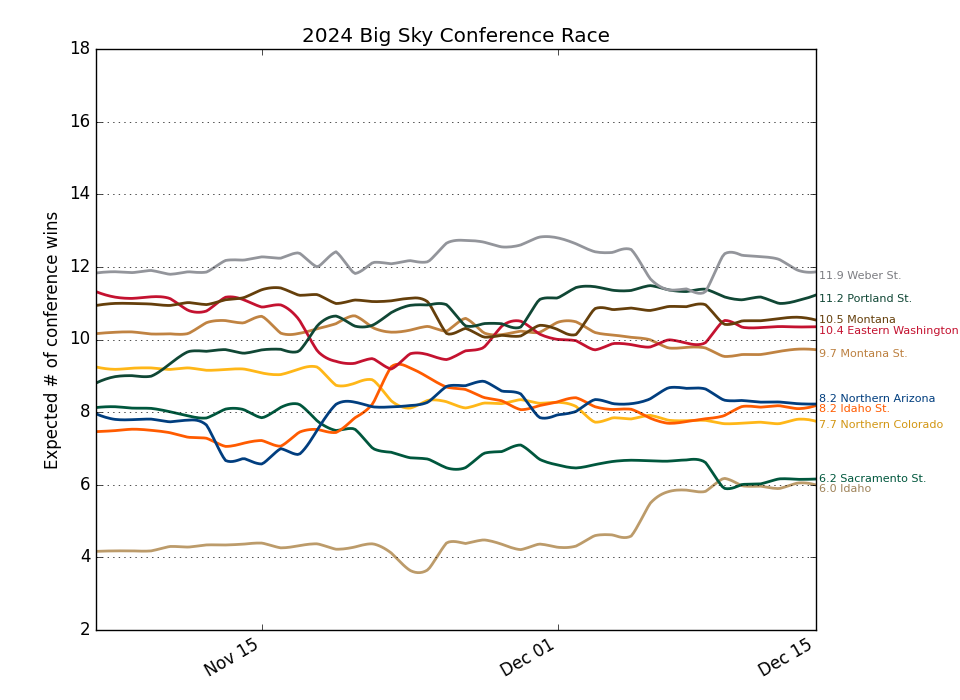 2024 Big Sky Conference Race
Expected # of conference wins
18
16
14
12
10
8
6
4
2
Nov 15
Dec 01
Dec 15
11.9 Weber St.
11.2 Portland St.
10.5 Montana
10.4 Eastern Washington
9.7 Montana St.
8.2 Northern Arizona
8.2 Idaho St.
7.7 Northern Colorado
6.2 Sacramento St.
6.0 Idaho